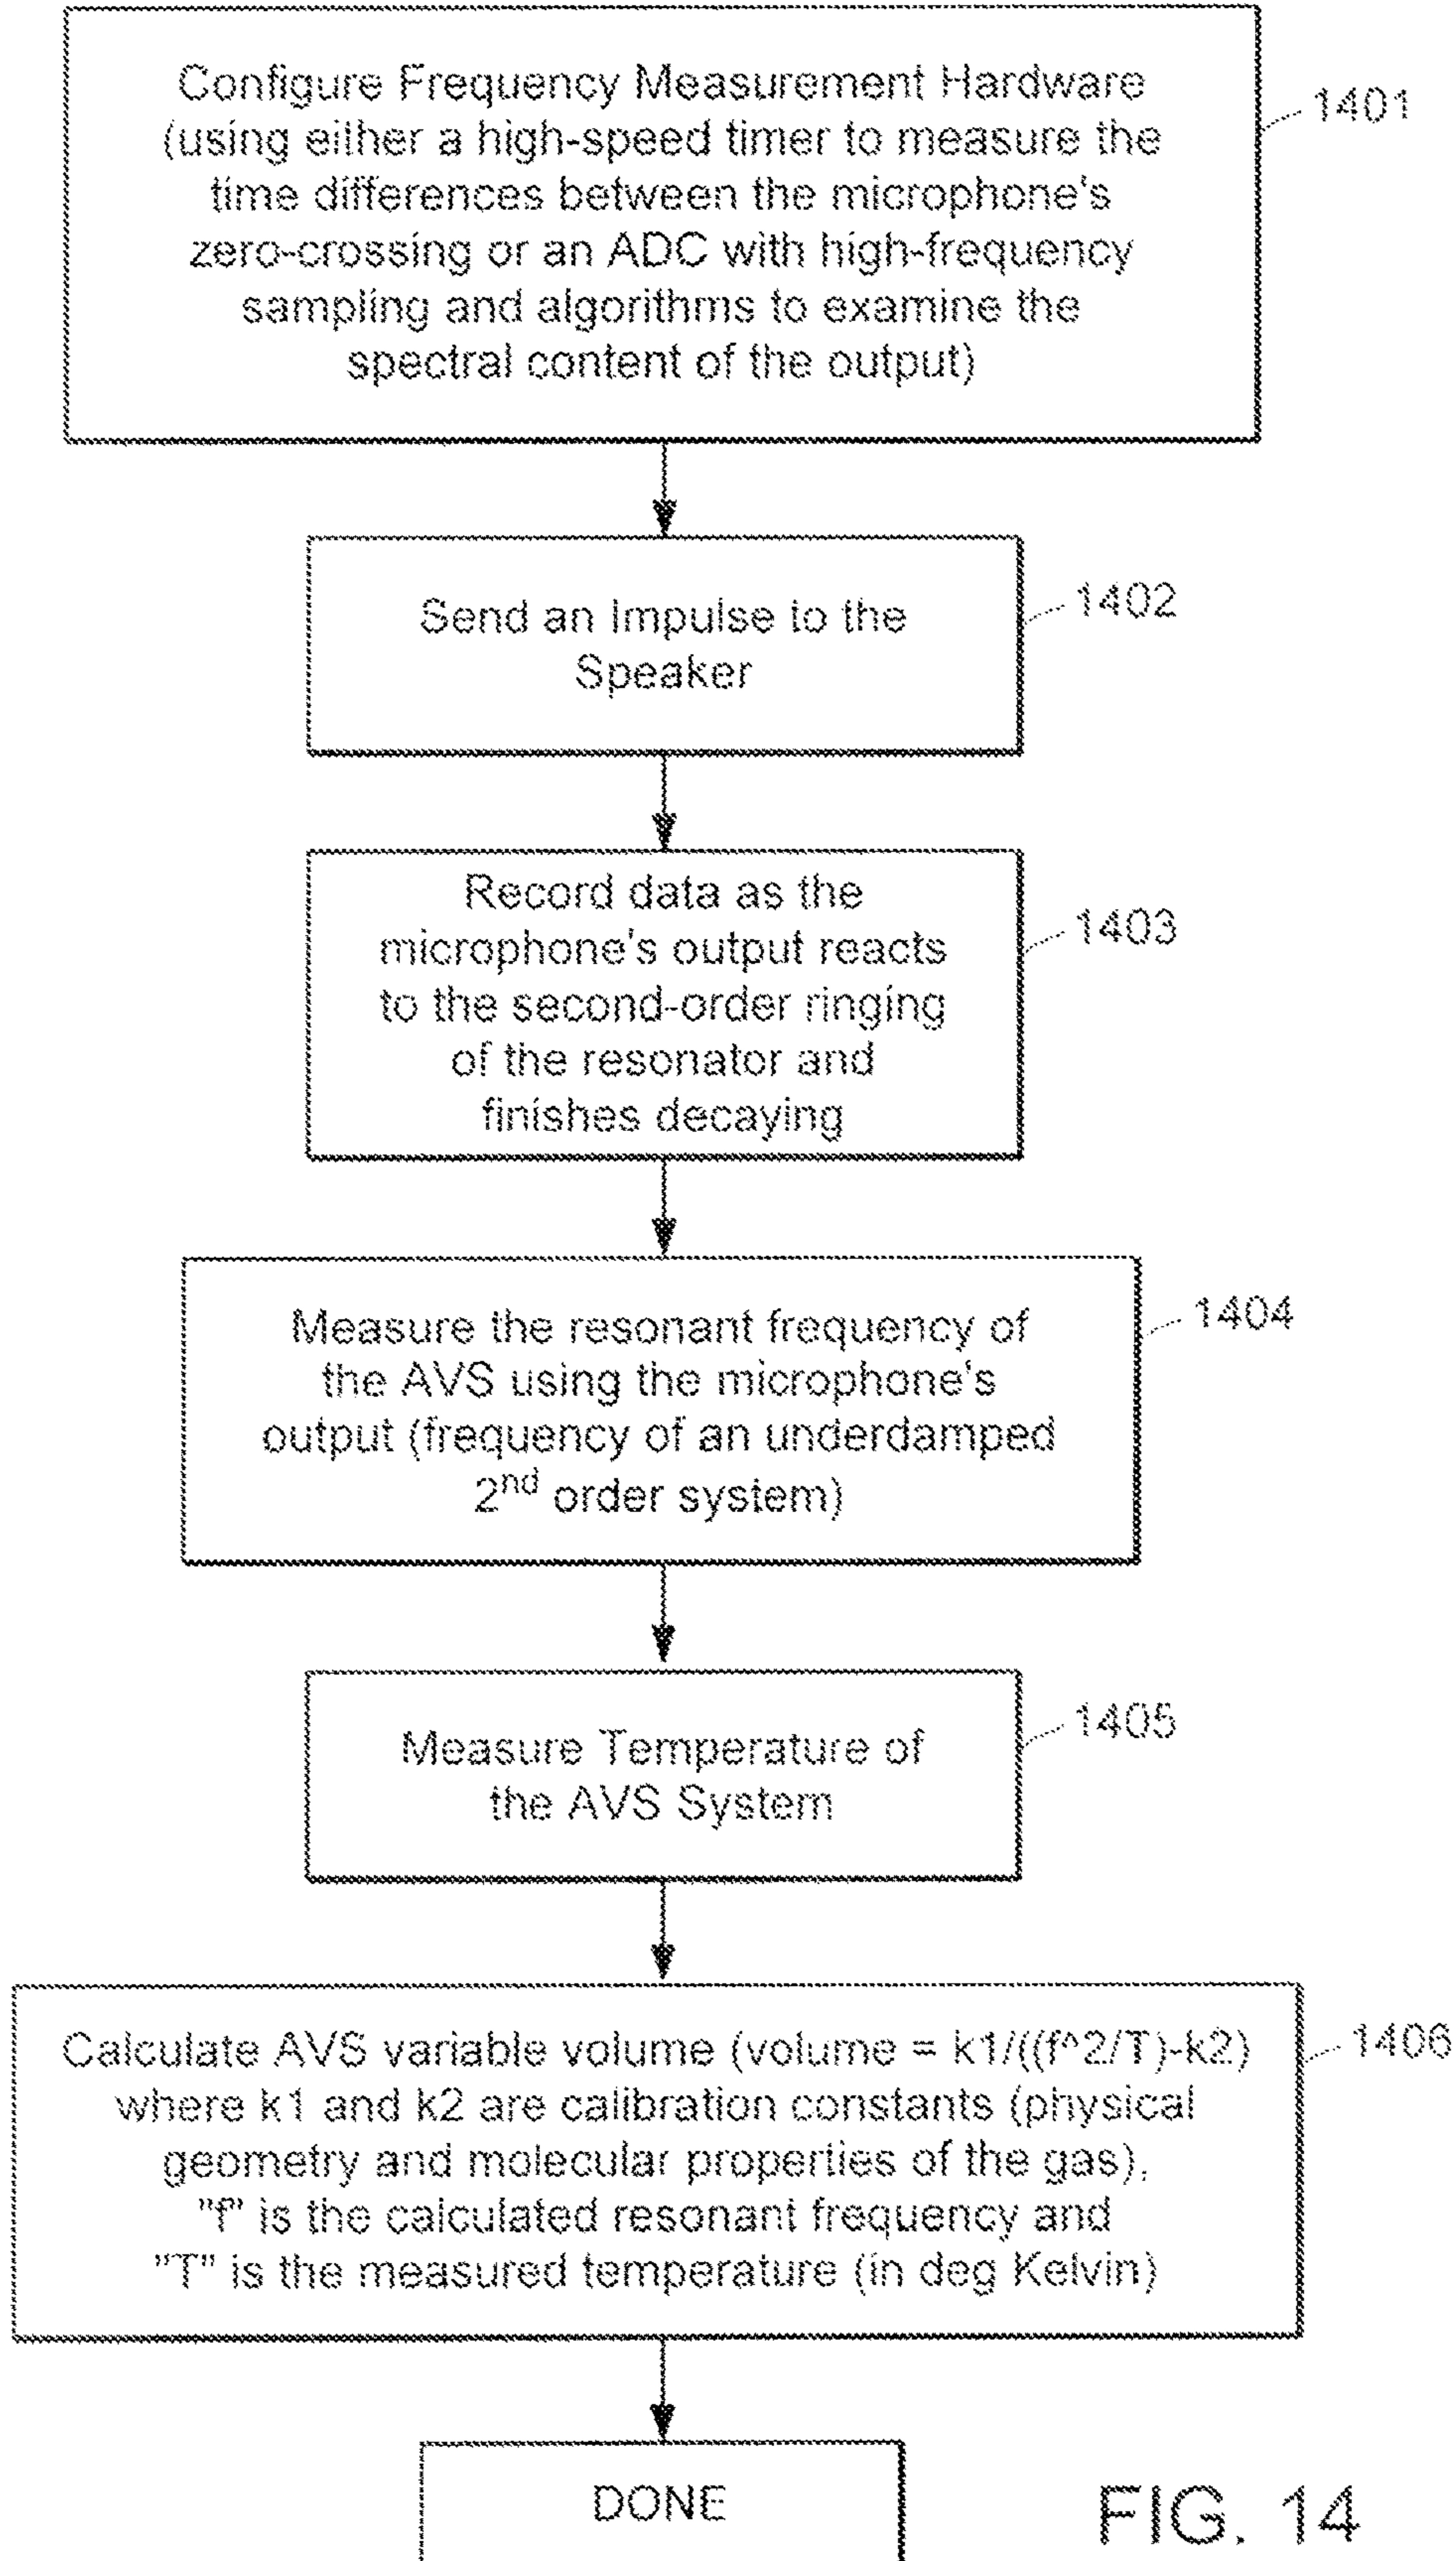 Configure Frequency Measurement Hardware
(using either a high-speed timer to measure the
time differences between the microphone's
zero-crossing or an ADC with high-frequency
sampling and algorithms to examine the
spectral content of the output)
1401
Send an Impulse to the
Speaker
1402
Record data as the
microphone's output reacts
to the second-order ringing
of the resonator and
finishes decaying
1403
Measure the resonant frequency of
the AVS using the microphone's
output (frequency of an underdamped
2nd order system)
1404
Measure Temperature of
the AVS System
1405
Calculate AVS variable volume (volume = k1/((f^2/T)-k2)
where k1 and k2 are calibration constants (physical
geometry and molecular properties of the gas),
"f" is the calculated resonant frequency and
"T" is the measured temperature (in deg Kelvin)
1406
DONE
FIG. 14